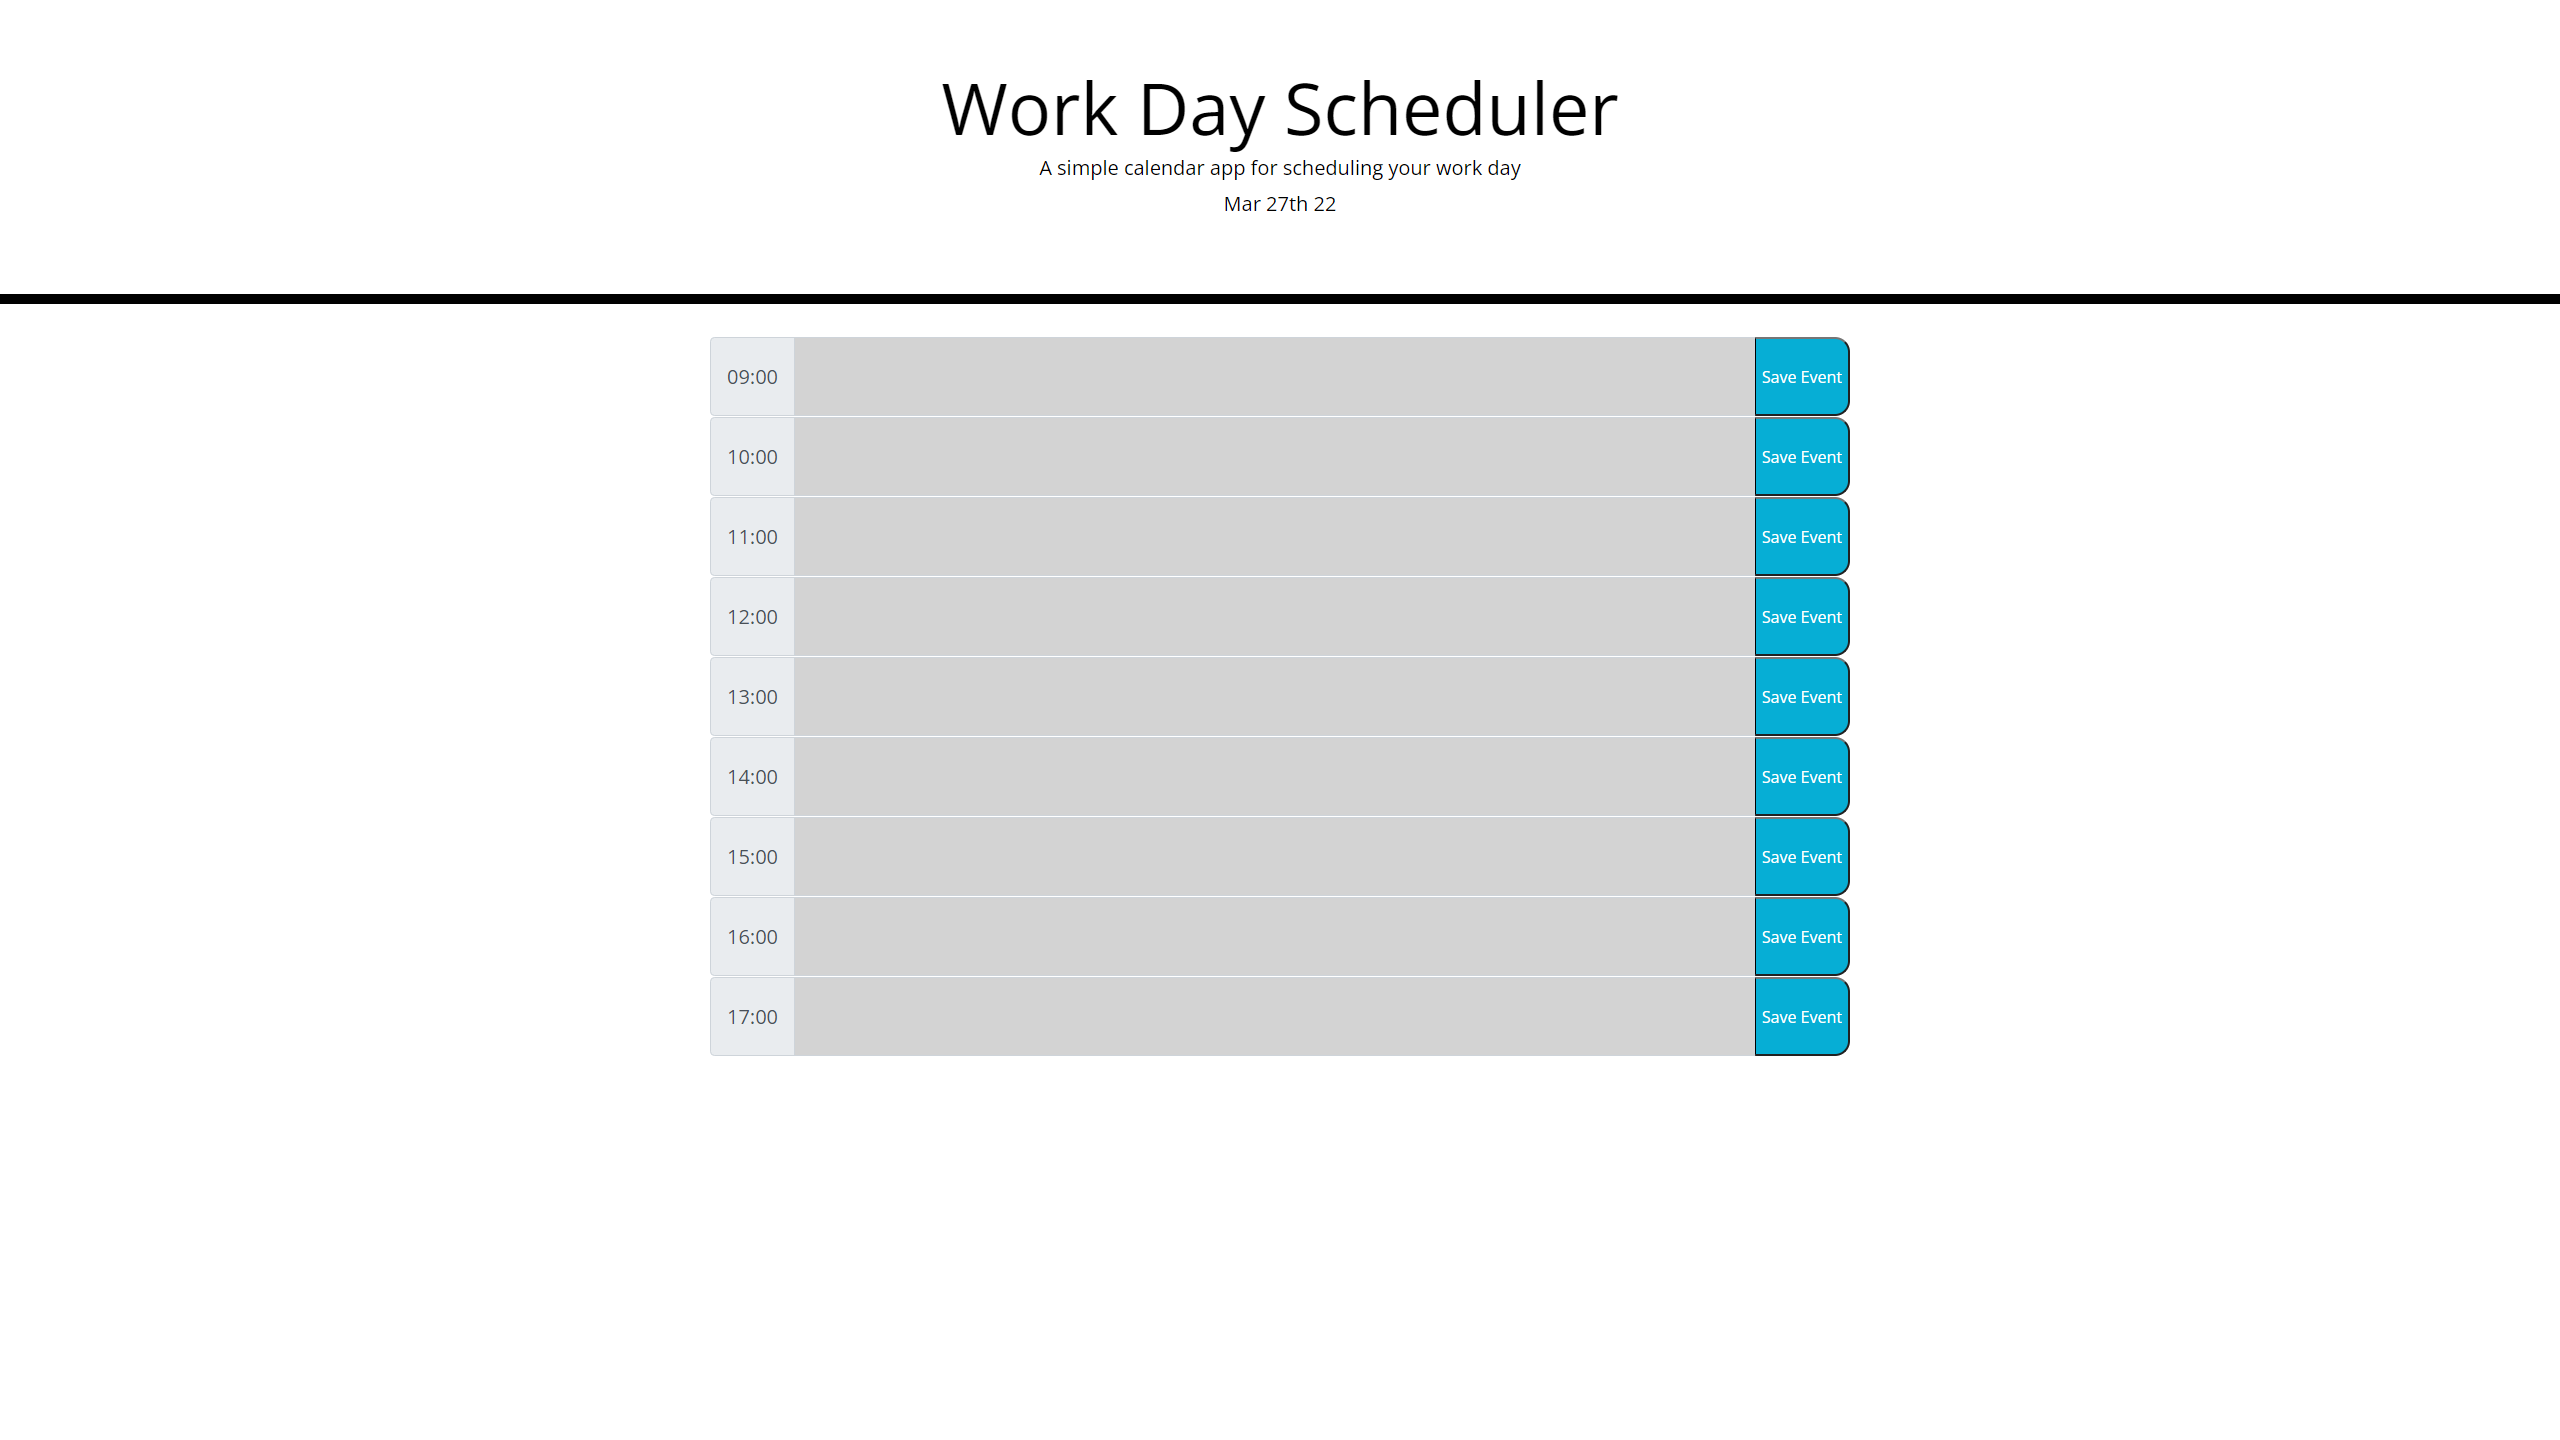 Work Day Scheduler
A simple calendar app for scheduling your work day
Mar 27th 22
09:00 Save Event
10:00 Save Event
11:00 Save Event
12:00 Save Event
13:00 Save Event
14:00 Save Event
15:00 Save Event
16:00 Save Event
17:00 Save Event